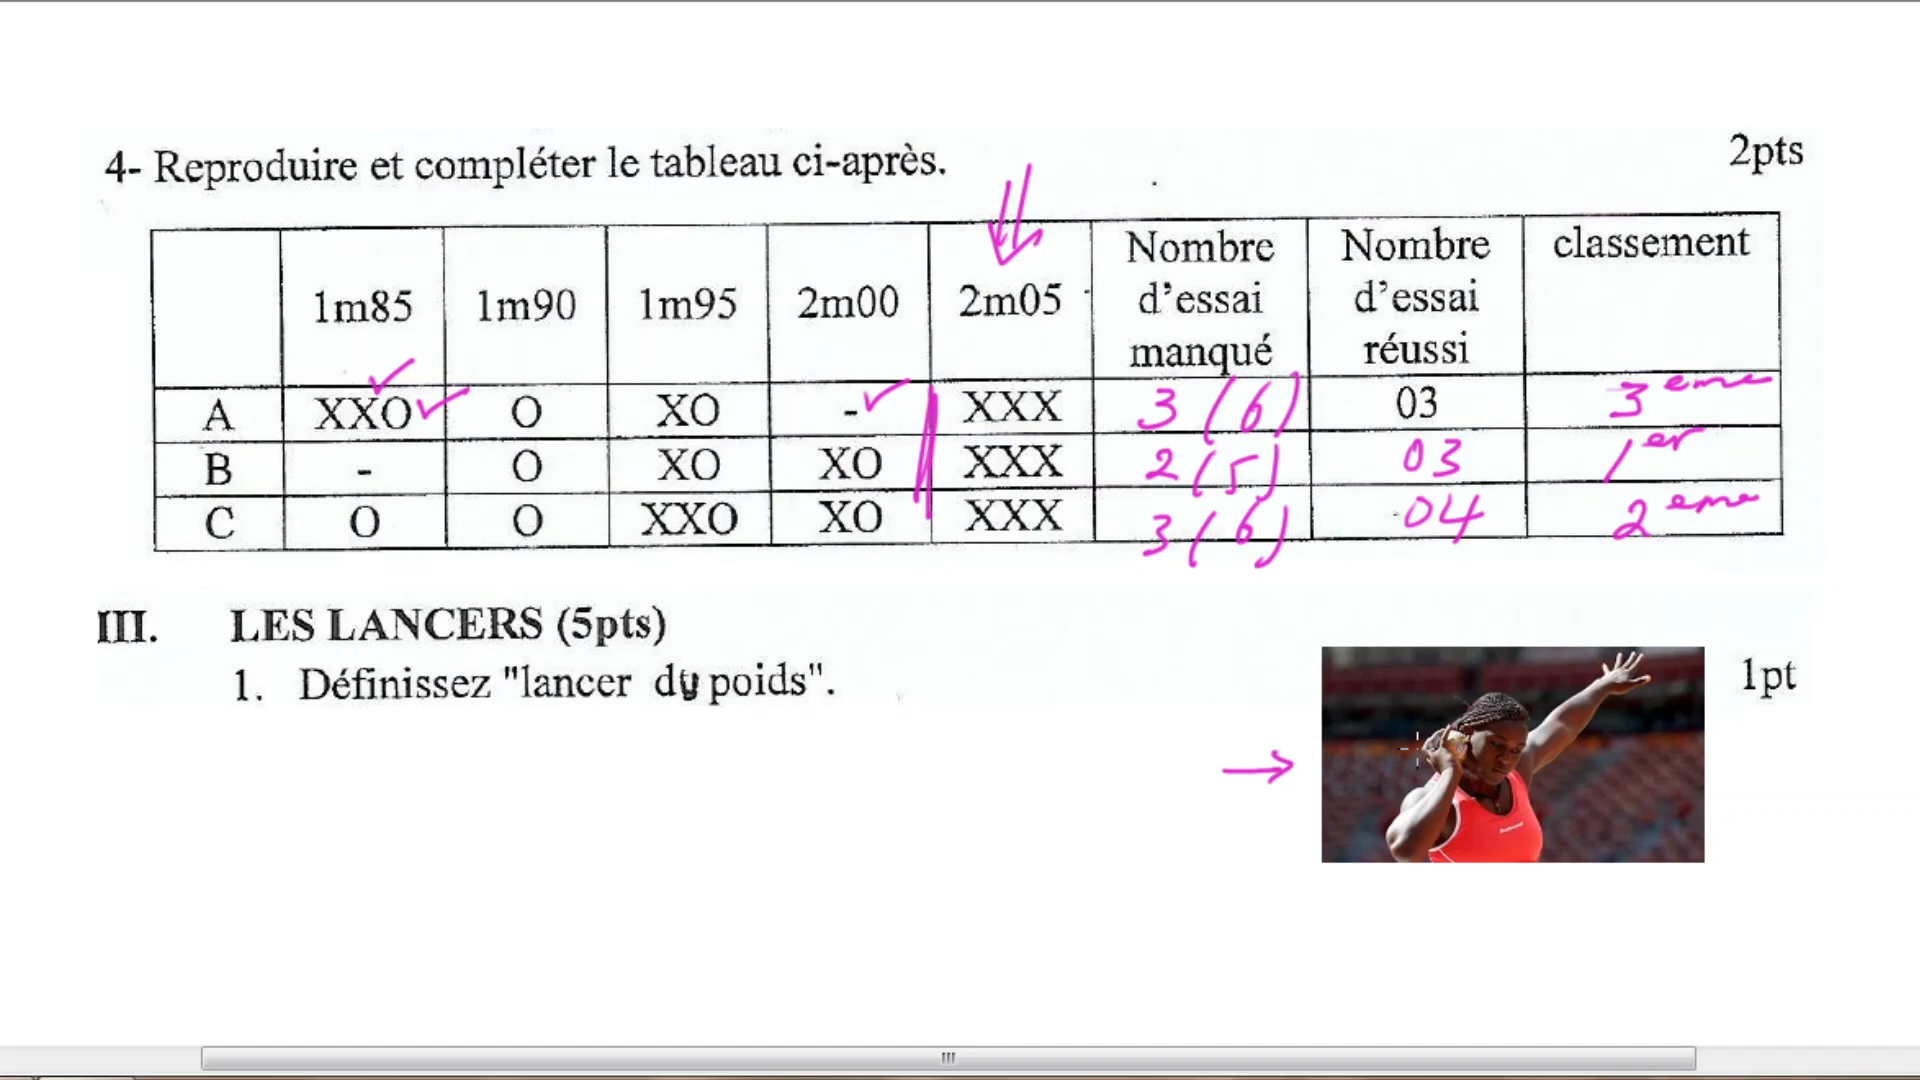 4- Reproduire et compléter le tableau ci-après. 2pts
1m85 1m90 1m95 2m00 2m05 Nombre d'essai manqué Nombre d'essai réussi classement
A XXO O XO - XXX 3 (6) 03 3eme
B - O XO XO XXX 2 (5) 03 1er
C O O XXO XO XXX 3 (6) 04 2eme
III. LES LANCERS (5pts)
1. Définissez "lancer du poids". 1pt